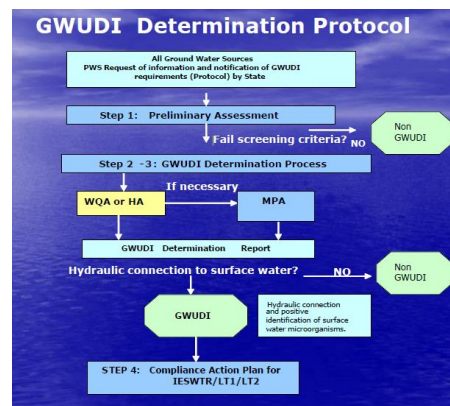 GWUDI Determination Protocol
All Ground Water Sources
PWS Request of information and notification of GWUDI
requirements (Protocol) by State
Step 1: Preliminary Assessment
Fail screening criteria? NO
Non
GWUDI
Step 2 -3: GWUDI Determination Process
If necessary
WQA or HA
MPA
GWUDI Determination Report
Hydraulic connection to surface water?
NO
Non
GWUDI
GWUDI
Hydraulic connection
and positive
identification of surface
water microorganisms.
STEP 4: Compliance Action Plan for
IESWTR/LT1/LT2